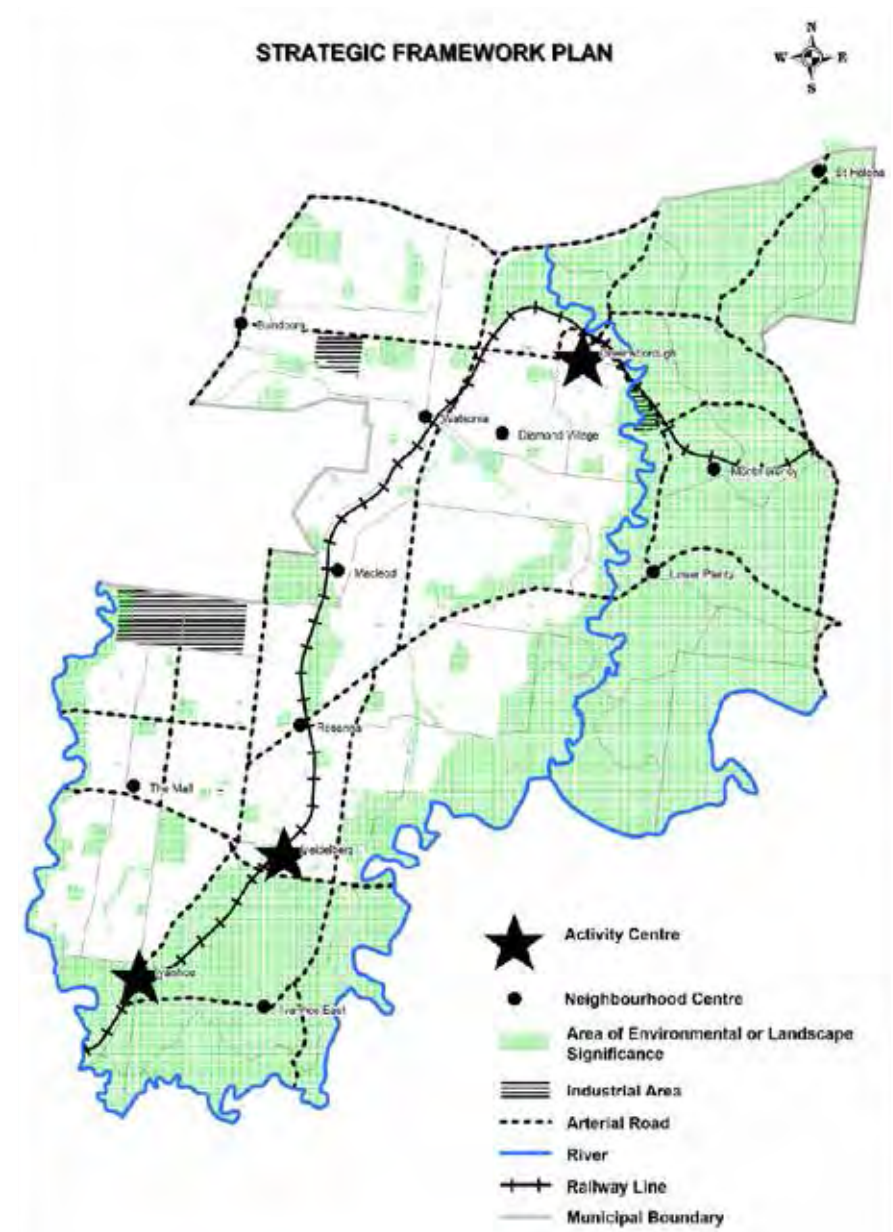 STRATEGIC FRAMEWORK PLAN
N
W E
S
St Helena
Bundoora
Greensborough
Watsonia
Diamond Village
Montmorency
Macleod
Lower Plenty
Rosanna
The Mall
Heidelberg
Ivanhoe
Ivanhoe East
Activity Centre
Neighbourhood Centre
Area of Environmental or Landscape
Significance
Industrial Area
Arterial Road
River
Railway Line
Municipal Boundary